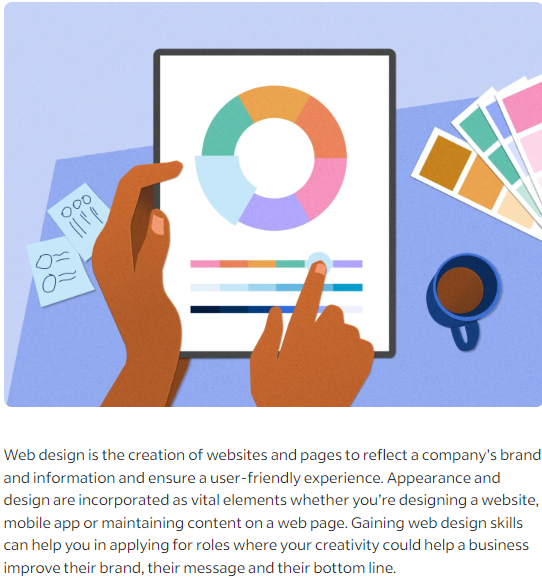 Web design is the creation of websites and pages to reflect a company's brand
and information and ensure a user-friendly experience. Appearance and
design are incorporated as vital elements whether you’re designing a website,
mobile app or maintaining content on a web page. Gaining web design skills
can help you in applying for roles where your creativity could help a business
improve their brand, their message and their bottom line.